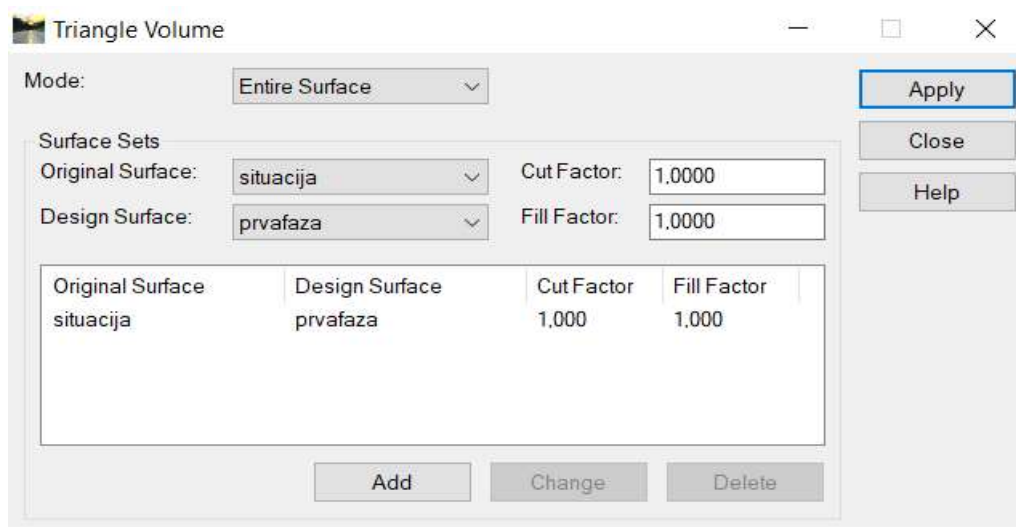 Triangle Volume
Mode: Entire Surface Apply
Surface Sets Close
Original Surface: situacija Cut Factor: 1,0000 Help
Design Surface: prvafaza Fill Factor: 1,0000
Original Surface Design Surface Cut Factor Fill Factor
situacija prvafaza 1,000 1,000
Add Change Delete